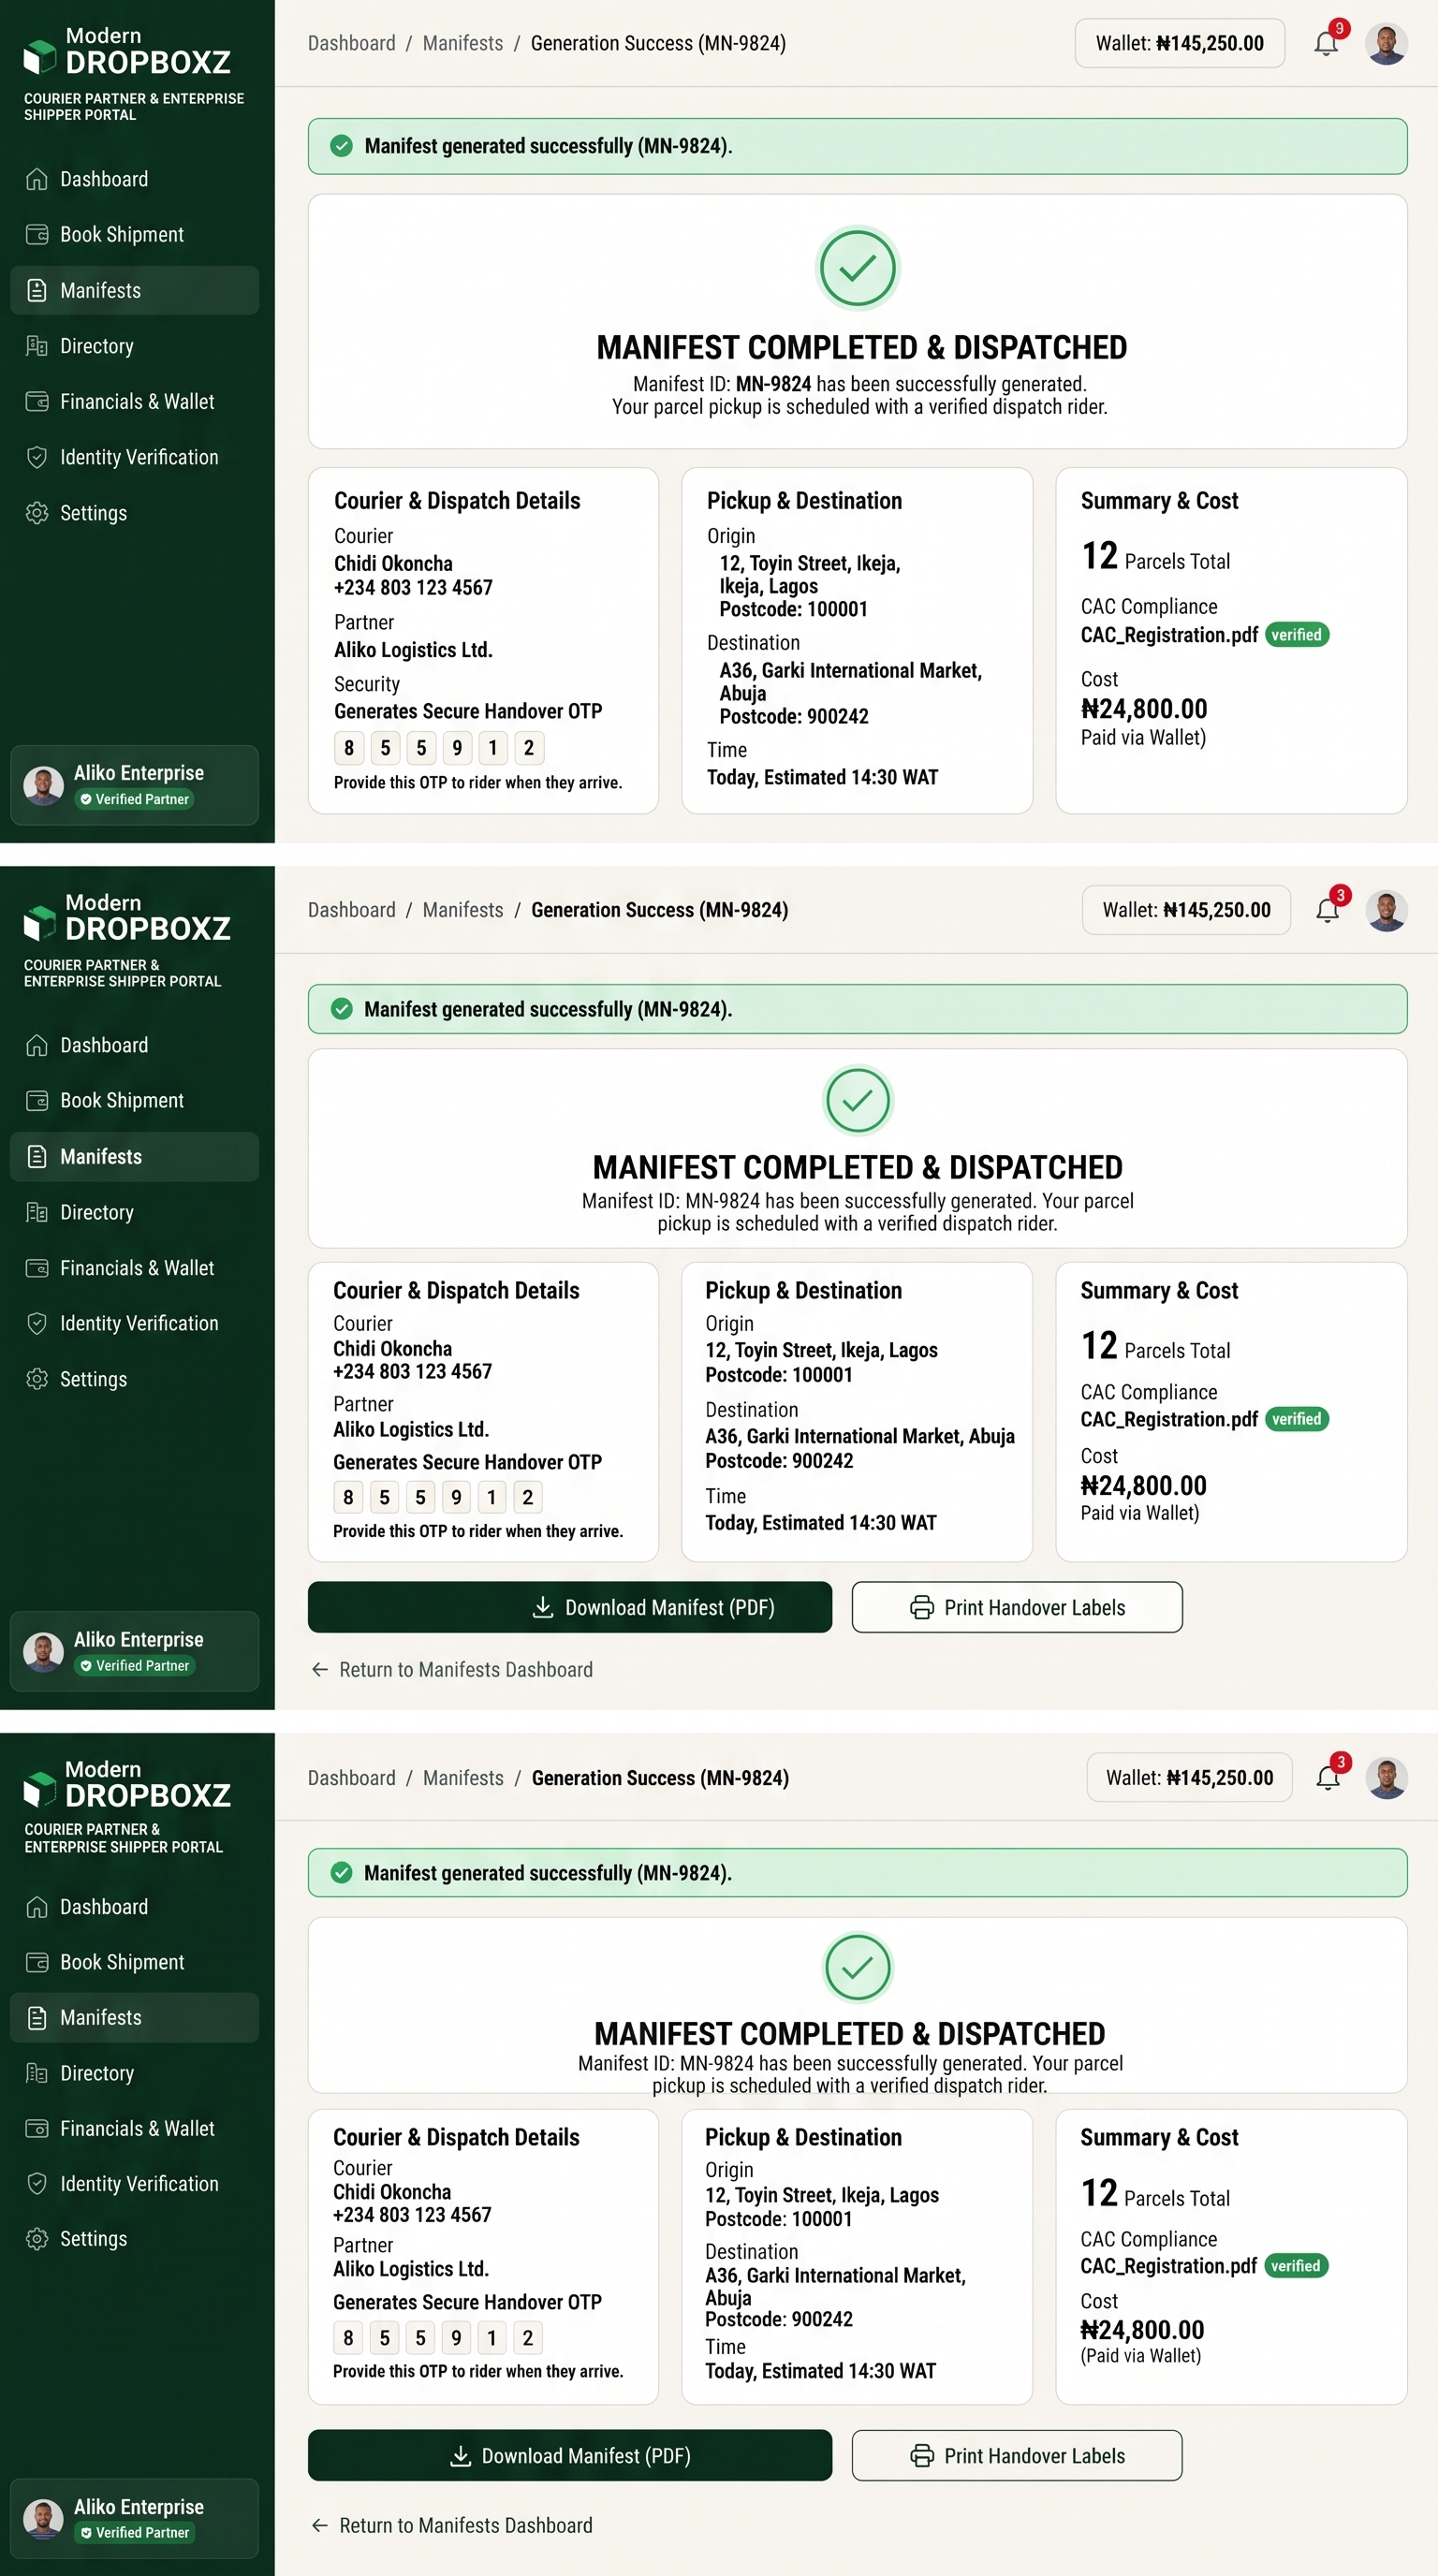 Modern
DROPBOXZ
COURIER PARTNER & ENTERPRISE
SHIPPER PORTAL
Dashboard
Book Shipment
Manifests
Directory
Financials & Wallet
Identity Verification
Settings
Aliko Enterprise
Verified Partner
Dashboard / Manifests / Generation Success (MN-9824)
Wallet: ₦145,250.00
9
Manifest generated successfully (MN-9824).
MANIFEST COMPLETED & DISPATCHED
Manifest ID: MN-9824 has been successfully generated.
Your parcel pickup is scheduled with a verified dispatch rider.
Courier & Dispatch Details
Courier
Chidi Okoncha
+234 803 123 4567
Partner
Aliko Logistics Ltd.
Security
Generates Secure Handover OTP
8 5 5 9 1 2
Provide this OTP to rider when they arrive.
Pickup & Destination
Origin
12, Toyin Street, Ikeja,
Ikeja, Lagos
Postcode: 100001
Destination
A36, Garki International Market,
Abuja
Postcode: 900242
Time
Today, Estimated 14:30 WAT
Summary & Cost
12 Parcels Total
CAC Compliance
CAC_Registration.pdf verified
Cost
₦24,800.00
Paid via Wallet)
Modern
DROPBOXZ
COURIER PARTNER &
ENTERPRISE SHIPPER PORTAL
Dashboard
Book Shipment
Manifests
Directory
Financials & Wallet
Identity Verification
Settings
Aliko Enterprise
Verified Partner
Dashboard / Manifests / Generation Success (MN-9824)
Wallet: ₦145,250.00
3
Manifest generated successfully (MN-9824).
MANIFEST COMPLETED & DISPATCHED
Manifest ID: MN-9824 has been successfully generated. Your parcel
pickup is scheduled with a verified dispatch rider.
Courier & Dispatch Details
Courier
Chidi Okoncha
+234 803 123 4567
Partner
Aliko Logistics Ltd.
Generates Secure Handover OTP
8 5 5 9 1 2
Provide this OTP to rider when they arrive.
Pickup & Destination
Origin
12, Toyin Street, Ikeja, Lagos
Postcode: 100001
Destination
A36, Garki International Market, Abuja
Postcode: 900242
Time
Today, Estimated 14:30 WAT
Summary & Cost
12 Parcels Total
CAC Compliance
CAC_Registration.pdf verified
Cost
₦24,800.00
Paid via Wallet)
Download Manifest (PDF)
Print Handover Labels
← Return to Manifests Dashboard
Modern
DROPBOXZ
COURIER PARTNER &
ENTERPRISE SHIPPER PORTAL
Dashboard
Book Shipment
Manifests
Directory
Financials & Wallet
Identity Verification
Settings
Aliko Enterprise
Verified Partner
Dashboard / Manifests / Generation Success (MN-9824)
Wallet: ₦145,250.00
3
Manifest generated successfully (MN-9824).
MANIFEST COMPLETED & DISPATCHED
Manifest ID: MN-9824 has been successfully generated. Your parcel
pickup is scheduled with a verified dispatch rider.
Courier & Dispatch Details
Courier
Chidi Okoncha
+234 803 123 4567
Partner
Aliko Logistics Ltd.
Generates Secure Handover OTP
8 5 5 9 1 2
Provide this OTP to rider when they arrive.
Pickup & Destination
Origin
12, Toyin Street, Ikeja, Lagos
Postcode: 100001
Destination
A36, Garki International Market,
Abuja
Postcode: 900242
Time
Today, Estimated 14:30 WAT
Summary & Cost
12 Parcels Total
CAC Compliance
CAC_Registration.pdf verified
Cost
₦24,800.00
(Paid via Wallet)
Download Manifest (PDF)
Print Handover Labels
← Return to Manifests Dashboard